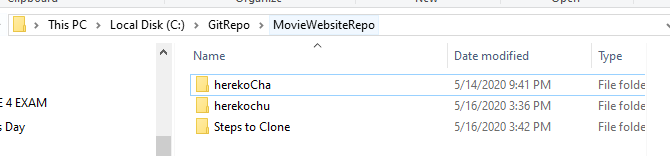 Clipboard Organize New Open
This PC > Local Disk (C:) > GitRepo > MovieWebsiteRepo
Name Date modified Type
herekoCha 5/14/2020 9:41 PM File folde
E 4 EXAM herekochu 5/16/2020 3:36 PM File folde
s Day Steps to Clone 5/16/2020 3:42 PM File folde